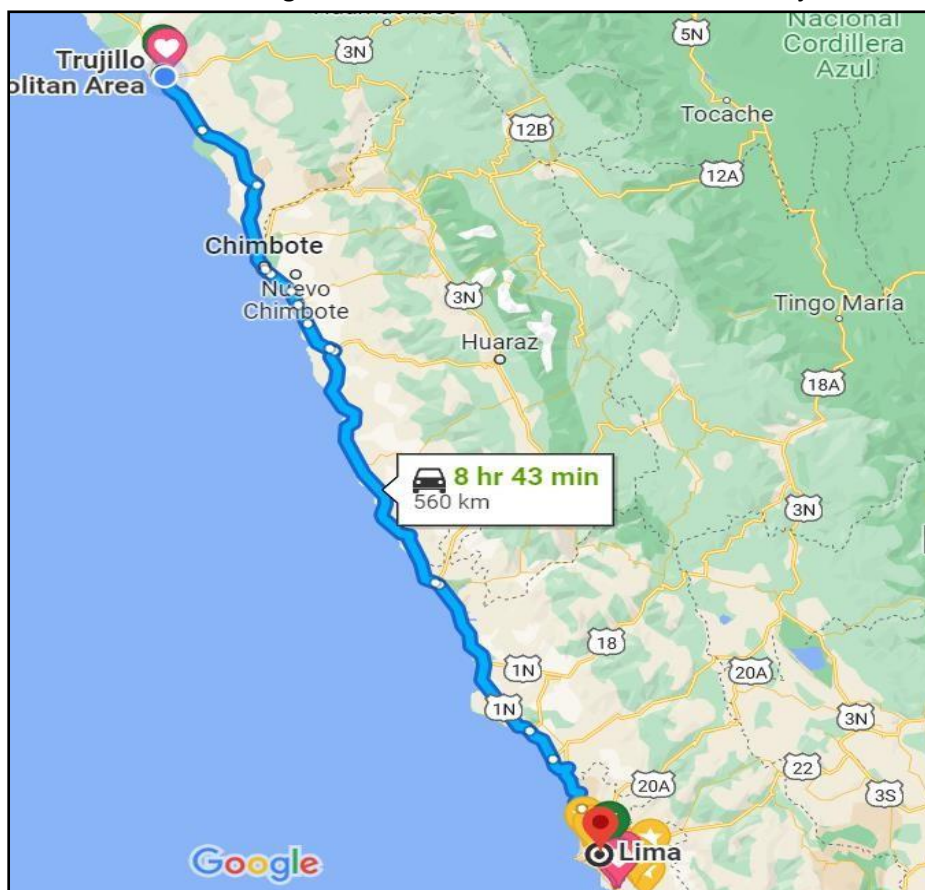 Nacional
Cordillera
Azul
5N
3N
Trujillo
olitan Area
Tocache
12B
12A
Chimbote
Nuevo
Chimbote
3N
Tingo María
Huaraz
18A
8 hr 43 min
560 km
3N
18
1N
20A
1N
3N
22
20A
3S
Lima
Google